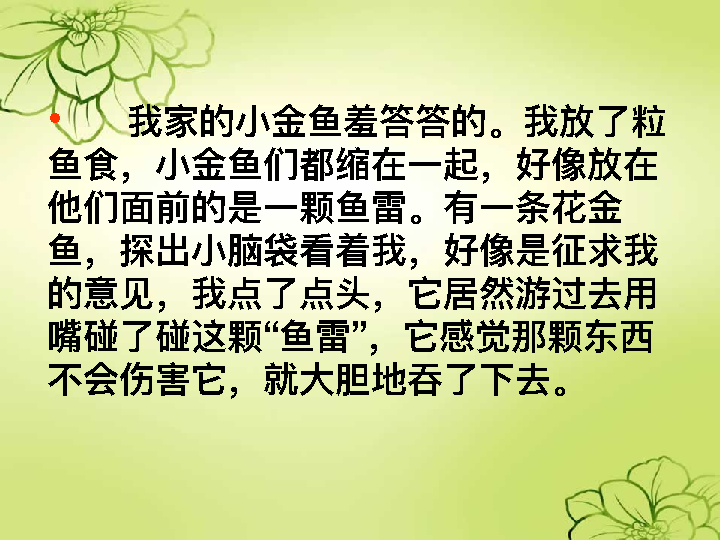 • 我家的小金鱼羞答答的。我放了粒
鱼食，小金鱼们都缩在一起，好像放在
他们面前的是一颗鱼雷。有一条花金
鱼，探出小脑袋看着我，好像是征求我
的意见，我点了点头，它居然游过去用
嘴碰了碰这颗“鱼雷”，它感觉那颗东西
不会伤害它，就大胆地吞了下去。